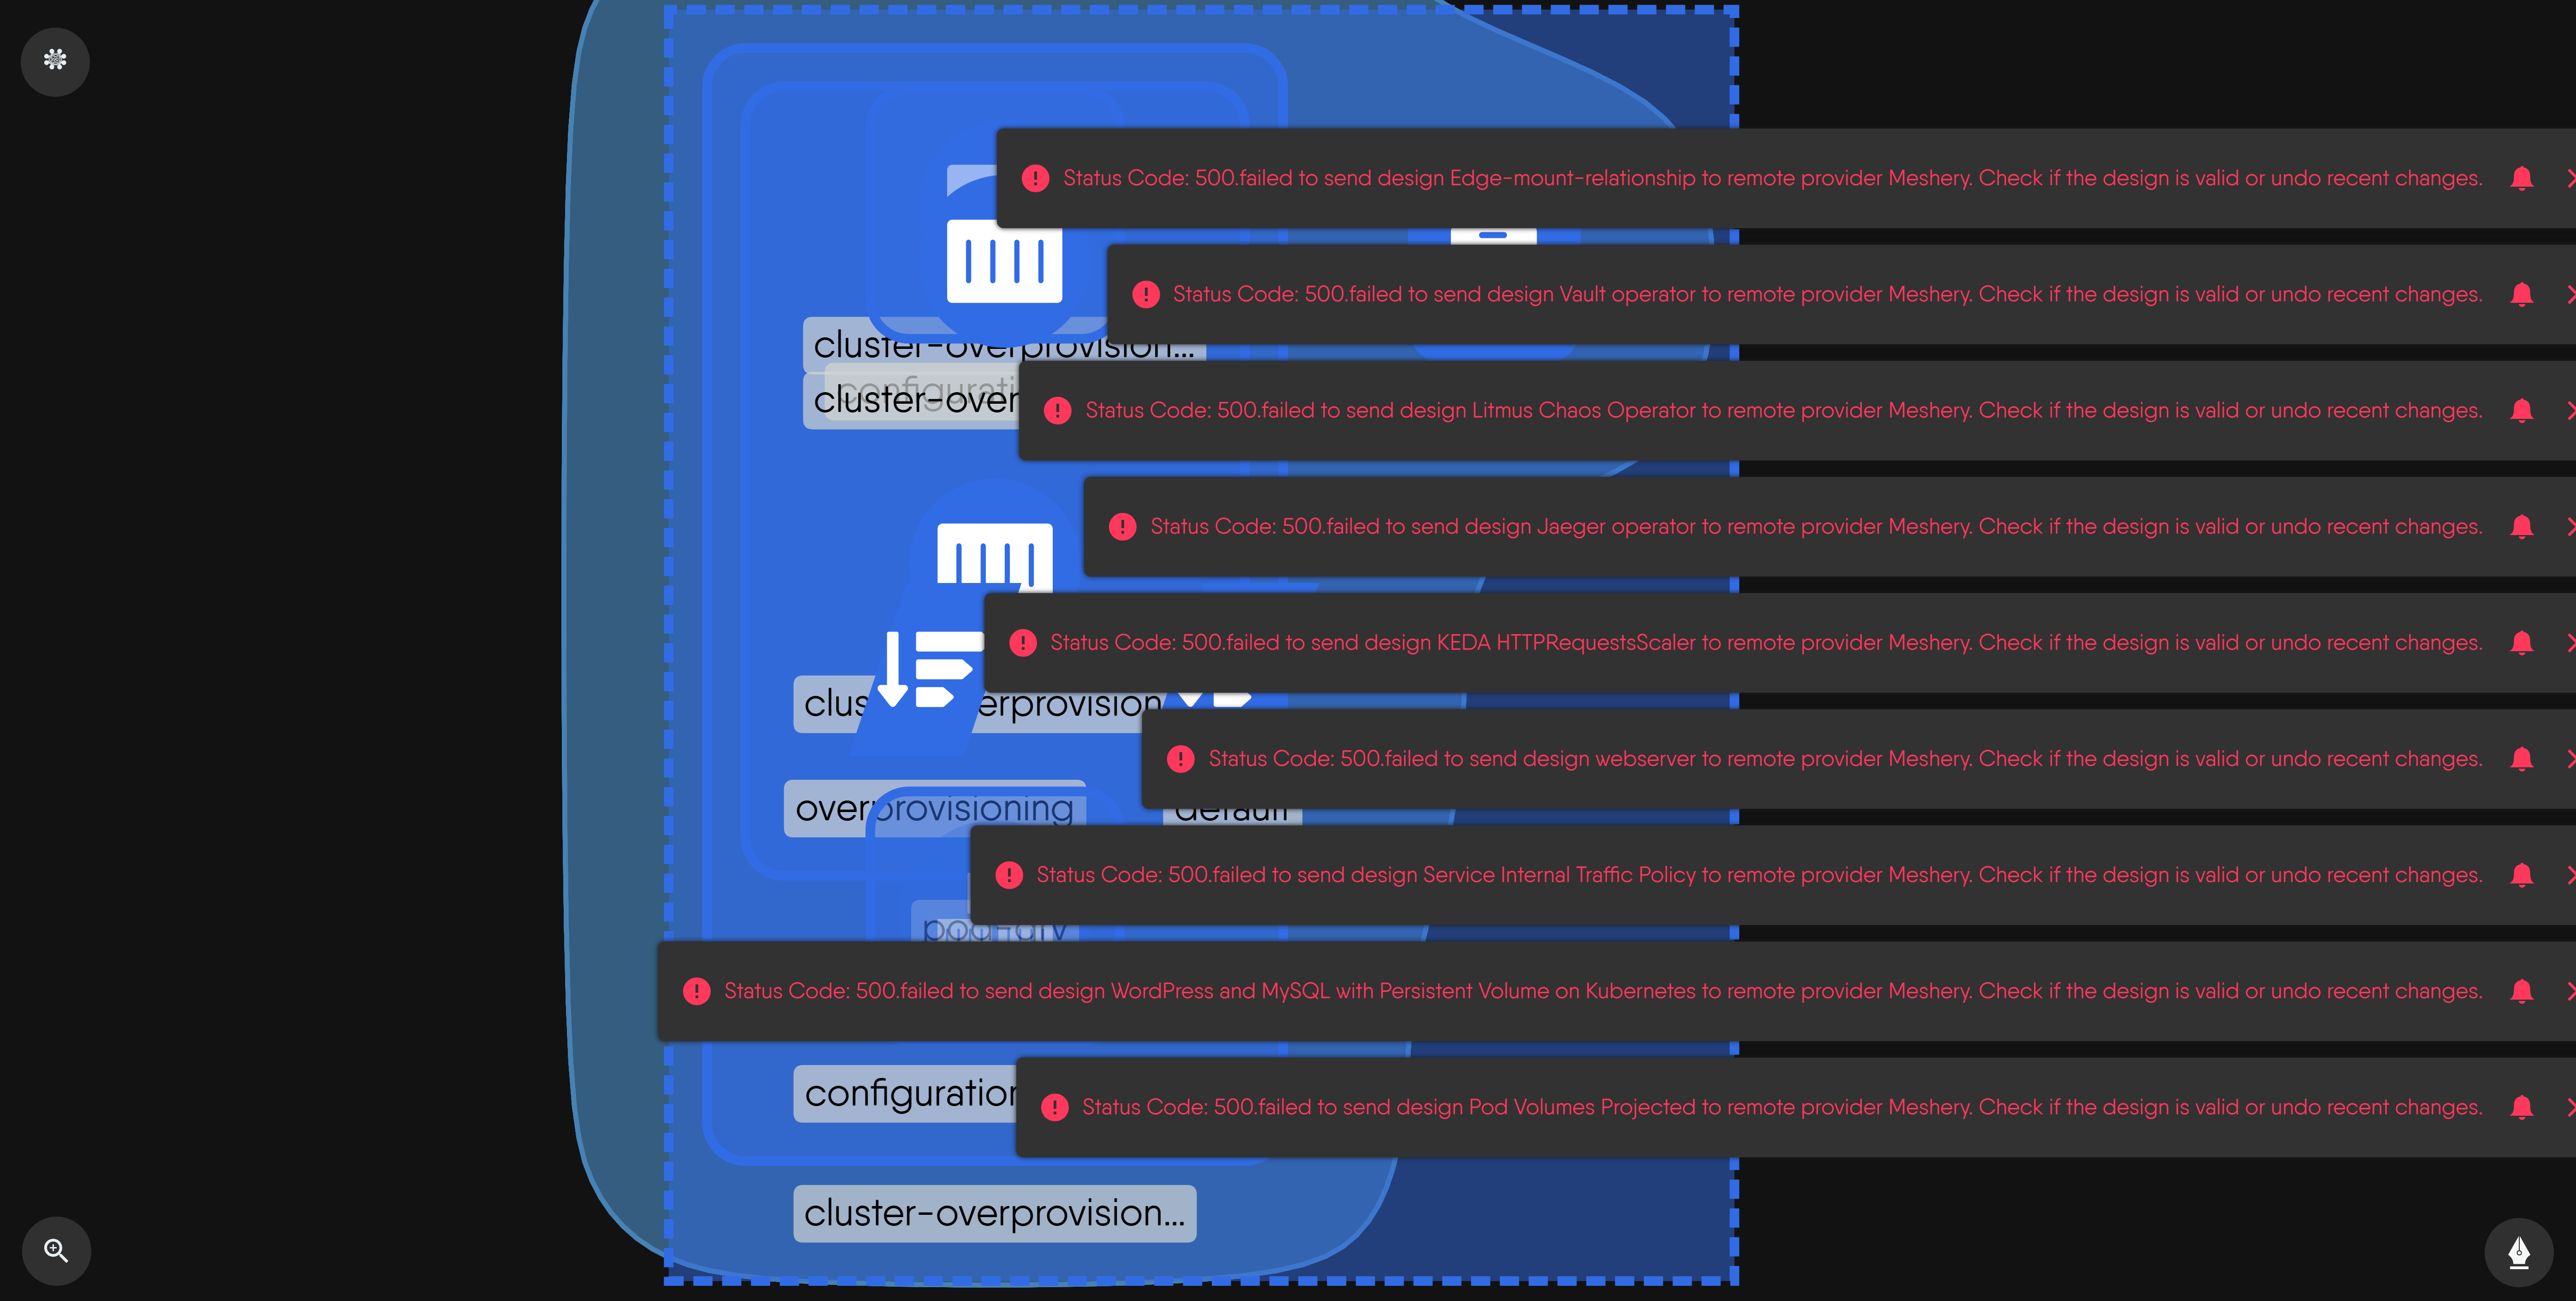 Status Code: 500.failed to send design Edge-mount-relationship to remote provider Meshery. Check if the design is valid or undo recent changes.
Status Code: 500.failed to send design Vault operator to remote provider Meshery. Check if the design is valid or undo recent changes.
cluster-overprovision...
configurati
cluster-over
Status Code: 500.failed to send design Litmus Chaos Operator to remote provider Meshery. Check if the design is valid or undo recent changes.
Status Code: 500.failed to send design Jaeger operator to remote provider Meshery. Check if the design is valid or undo recent changes.
Status Code: 500.failed to send design KEDA HTTPRequestsScaler to remote provider Meshery. Check if the design is valid or undo recent changes.
clus erprovision
Status Code: 500.failed to send design webserver to remote provider Meshery. Check if the design is valid or undo recent changes.
overprovisioning
default
Status Code: 500.failed to send design Service Internal Traffic Policy to remote provider Meshery. Check if the design is valid or undo recent changes.
Status Code: 500.failed to send design WordPress and MySQL with Persistent Volume on Kubernetes to remote provider Meshery. Check if the design is valid or undo recent changes.
configuration
Status Code: 500.failed to send design Pod Volumes Projected to remote provider Meshery. Check if the design is valid or undo recent changes.
cluster-overprovision...